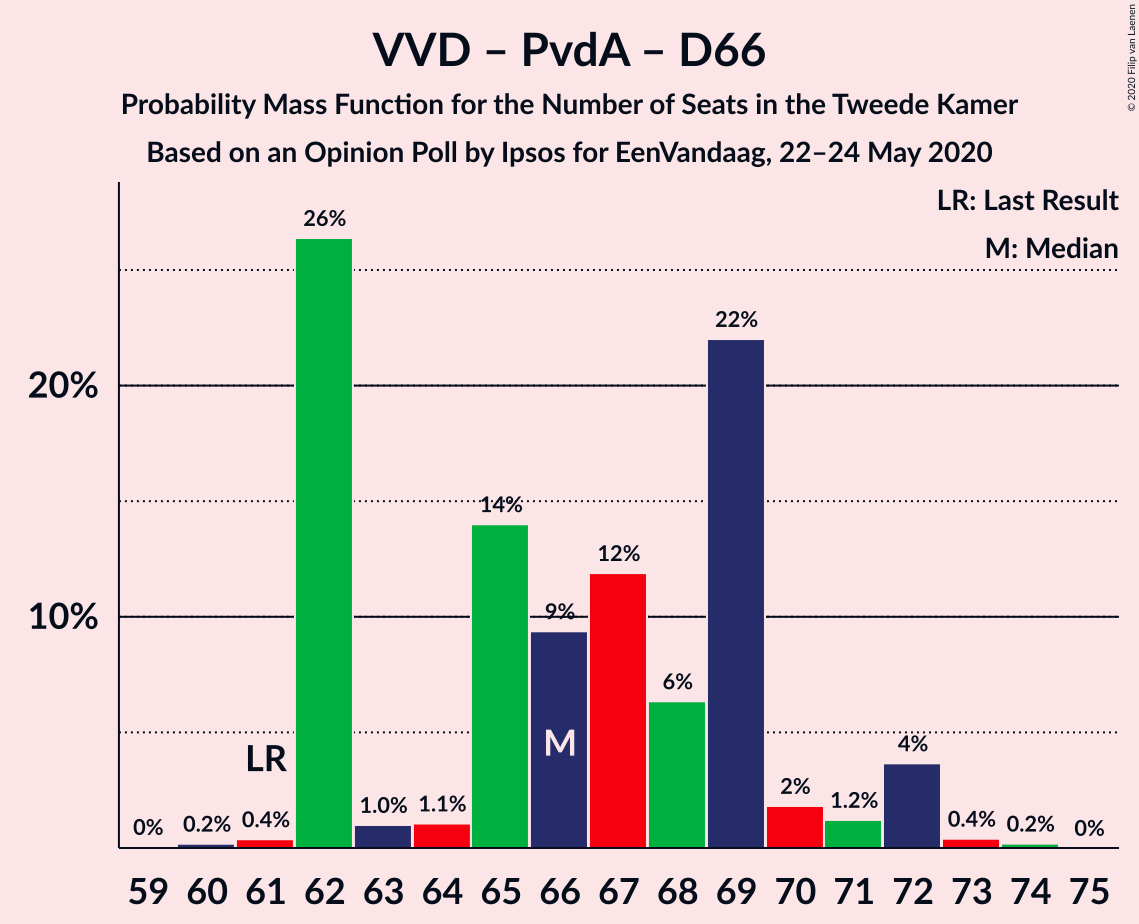 VVD – PvdA – D66
Probability Mass Function for the Number of Seats in the Tweede Kamer
Based on an Opinion Poll by Ipsos for EenVandaag, 22–24 May 2020
© 2020 Filip van Laenen
LR: Last Result
M: Median
20%
10%
0%
0.2%
0.4%
26%
1.0%
1.1%
14%
9%
12%
6%
22%
2%
1.2%
4%
0.4%
0.2%
0%
LR
M
59 60 61 62 63 64 65 66 67 68 69 70 71 72 73 74 75